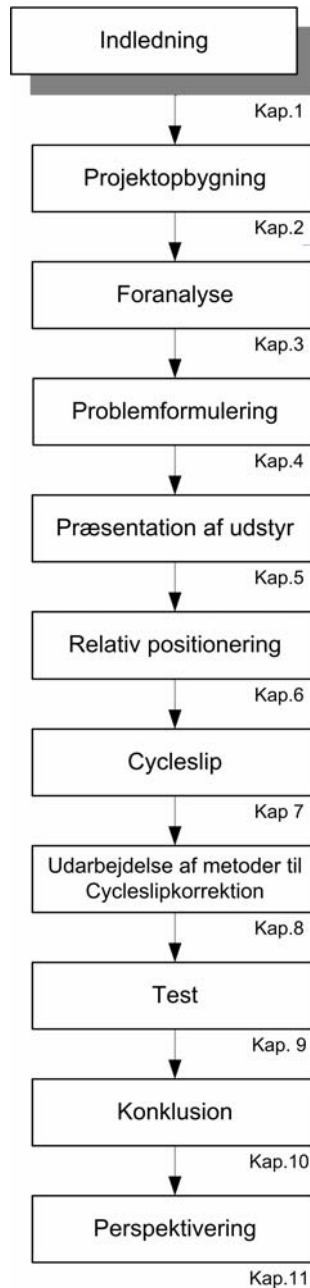 Indledning
Kap.1
Projektopbygning
Kap.2
Foranalyse
Kap.3
Problemformulering
Kap.4
Præsentation af udstyr
Kap.5
Relativ positionering
Kap.6
Cycleslip
Kap 7
Udarbejdelse af metoder til
Cycleslipkorrektion
Kap.8
Test
Kap. 9
Konklusion
Kap.10
Perspektivering
Kap.11